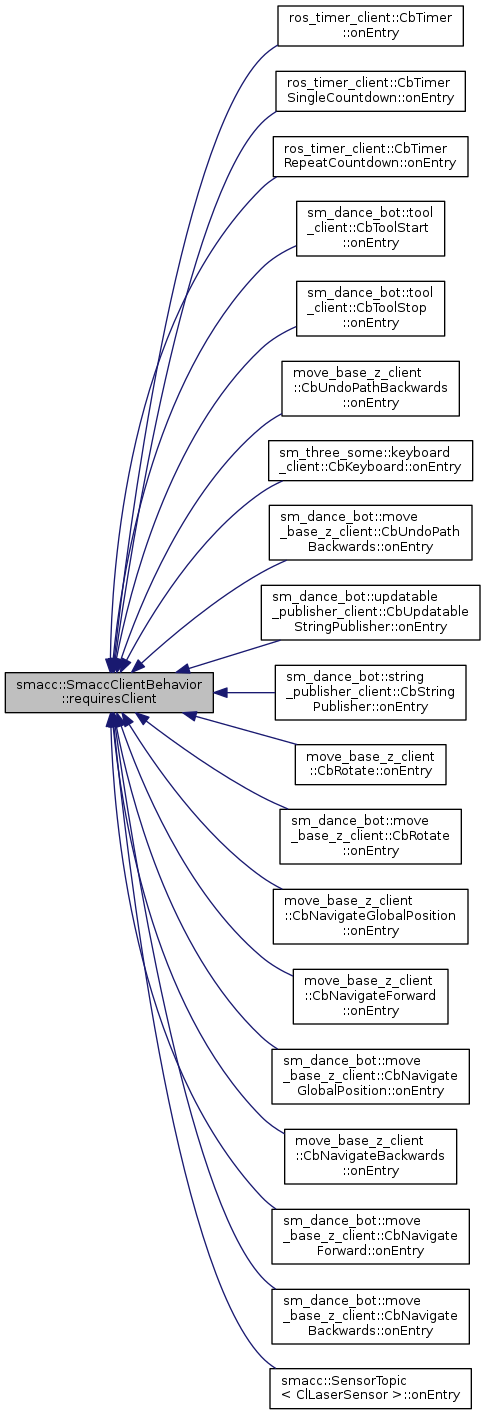 ros_timer_client::CbTimer
::onEntry
ros_timer_client::CbTimer
SingleCountdown::onEntry
ros_timer_client::CbTimer
RepeatCountdown::onEntry
sm_dance_bot::tool
_client::CbToolStart
::onEntry
sm_dance_bot::tool
_client::CbToolStop
::onEntry
move_base_z_client
::CbUndoPathBackwards
::onEntry
sm_three_some::keyboard
_client::CbKeyboard::onEntry
sm_dance_bot::move
_base_z_client::CbUndoPath
Backwards::onEntry
sm_dance_bot::updatable
_publisher_client::CbUpdatable
StringPublisher::onEntry
smacc::SmaccClientBehavior
::requiresClient
sm_dance_bot::string
_publisher_client::CbString
Publisher::onEntry
move_base_z_client
::CbRotate::onEntry
sm_dance_bot::move
_base_z_client::CbRotate
::onEntry
move_base_z_client
::CbNavigateGlobalPosition
::onEntry
move_base_z_client
::CbNavigateForward
::onEntry
sm_dance_bot::move
_base_z_client::CbNavigate
GlobalPosition::onEntry
move_base_z_client
::CbNavigateBackwards
::onEntry
sm_dance_bot::move
_base_z_client::CbNavigate
Forward::onEntry
sm_dance_bot::move
_base_z_client::CbNavigate
Backwards::onEntry
smacc::SensorTopic
< ClLaserSensor >::onEntry